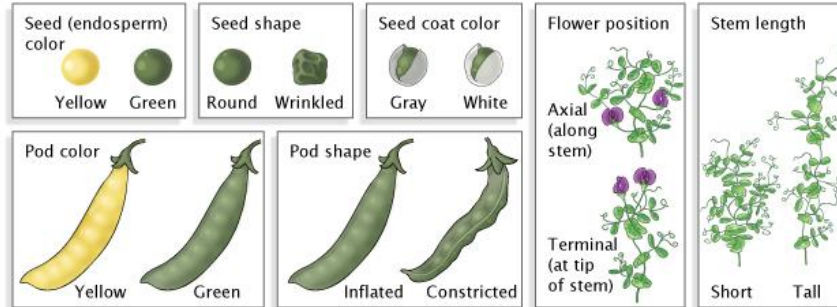 Seed (endosperm)
color
Yellow Green
Seed shape
Round Wrinkled
Seed coat color
Gray White
Flower position
Axial
(along
stem)
Terminal
(at tip
of stem)
Stem length
Short Tall
Pod color
Yellow Green
Pod shape
Inflated Constricted